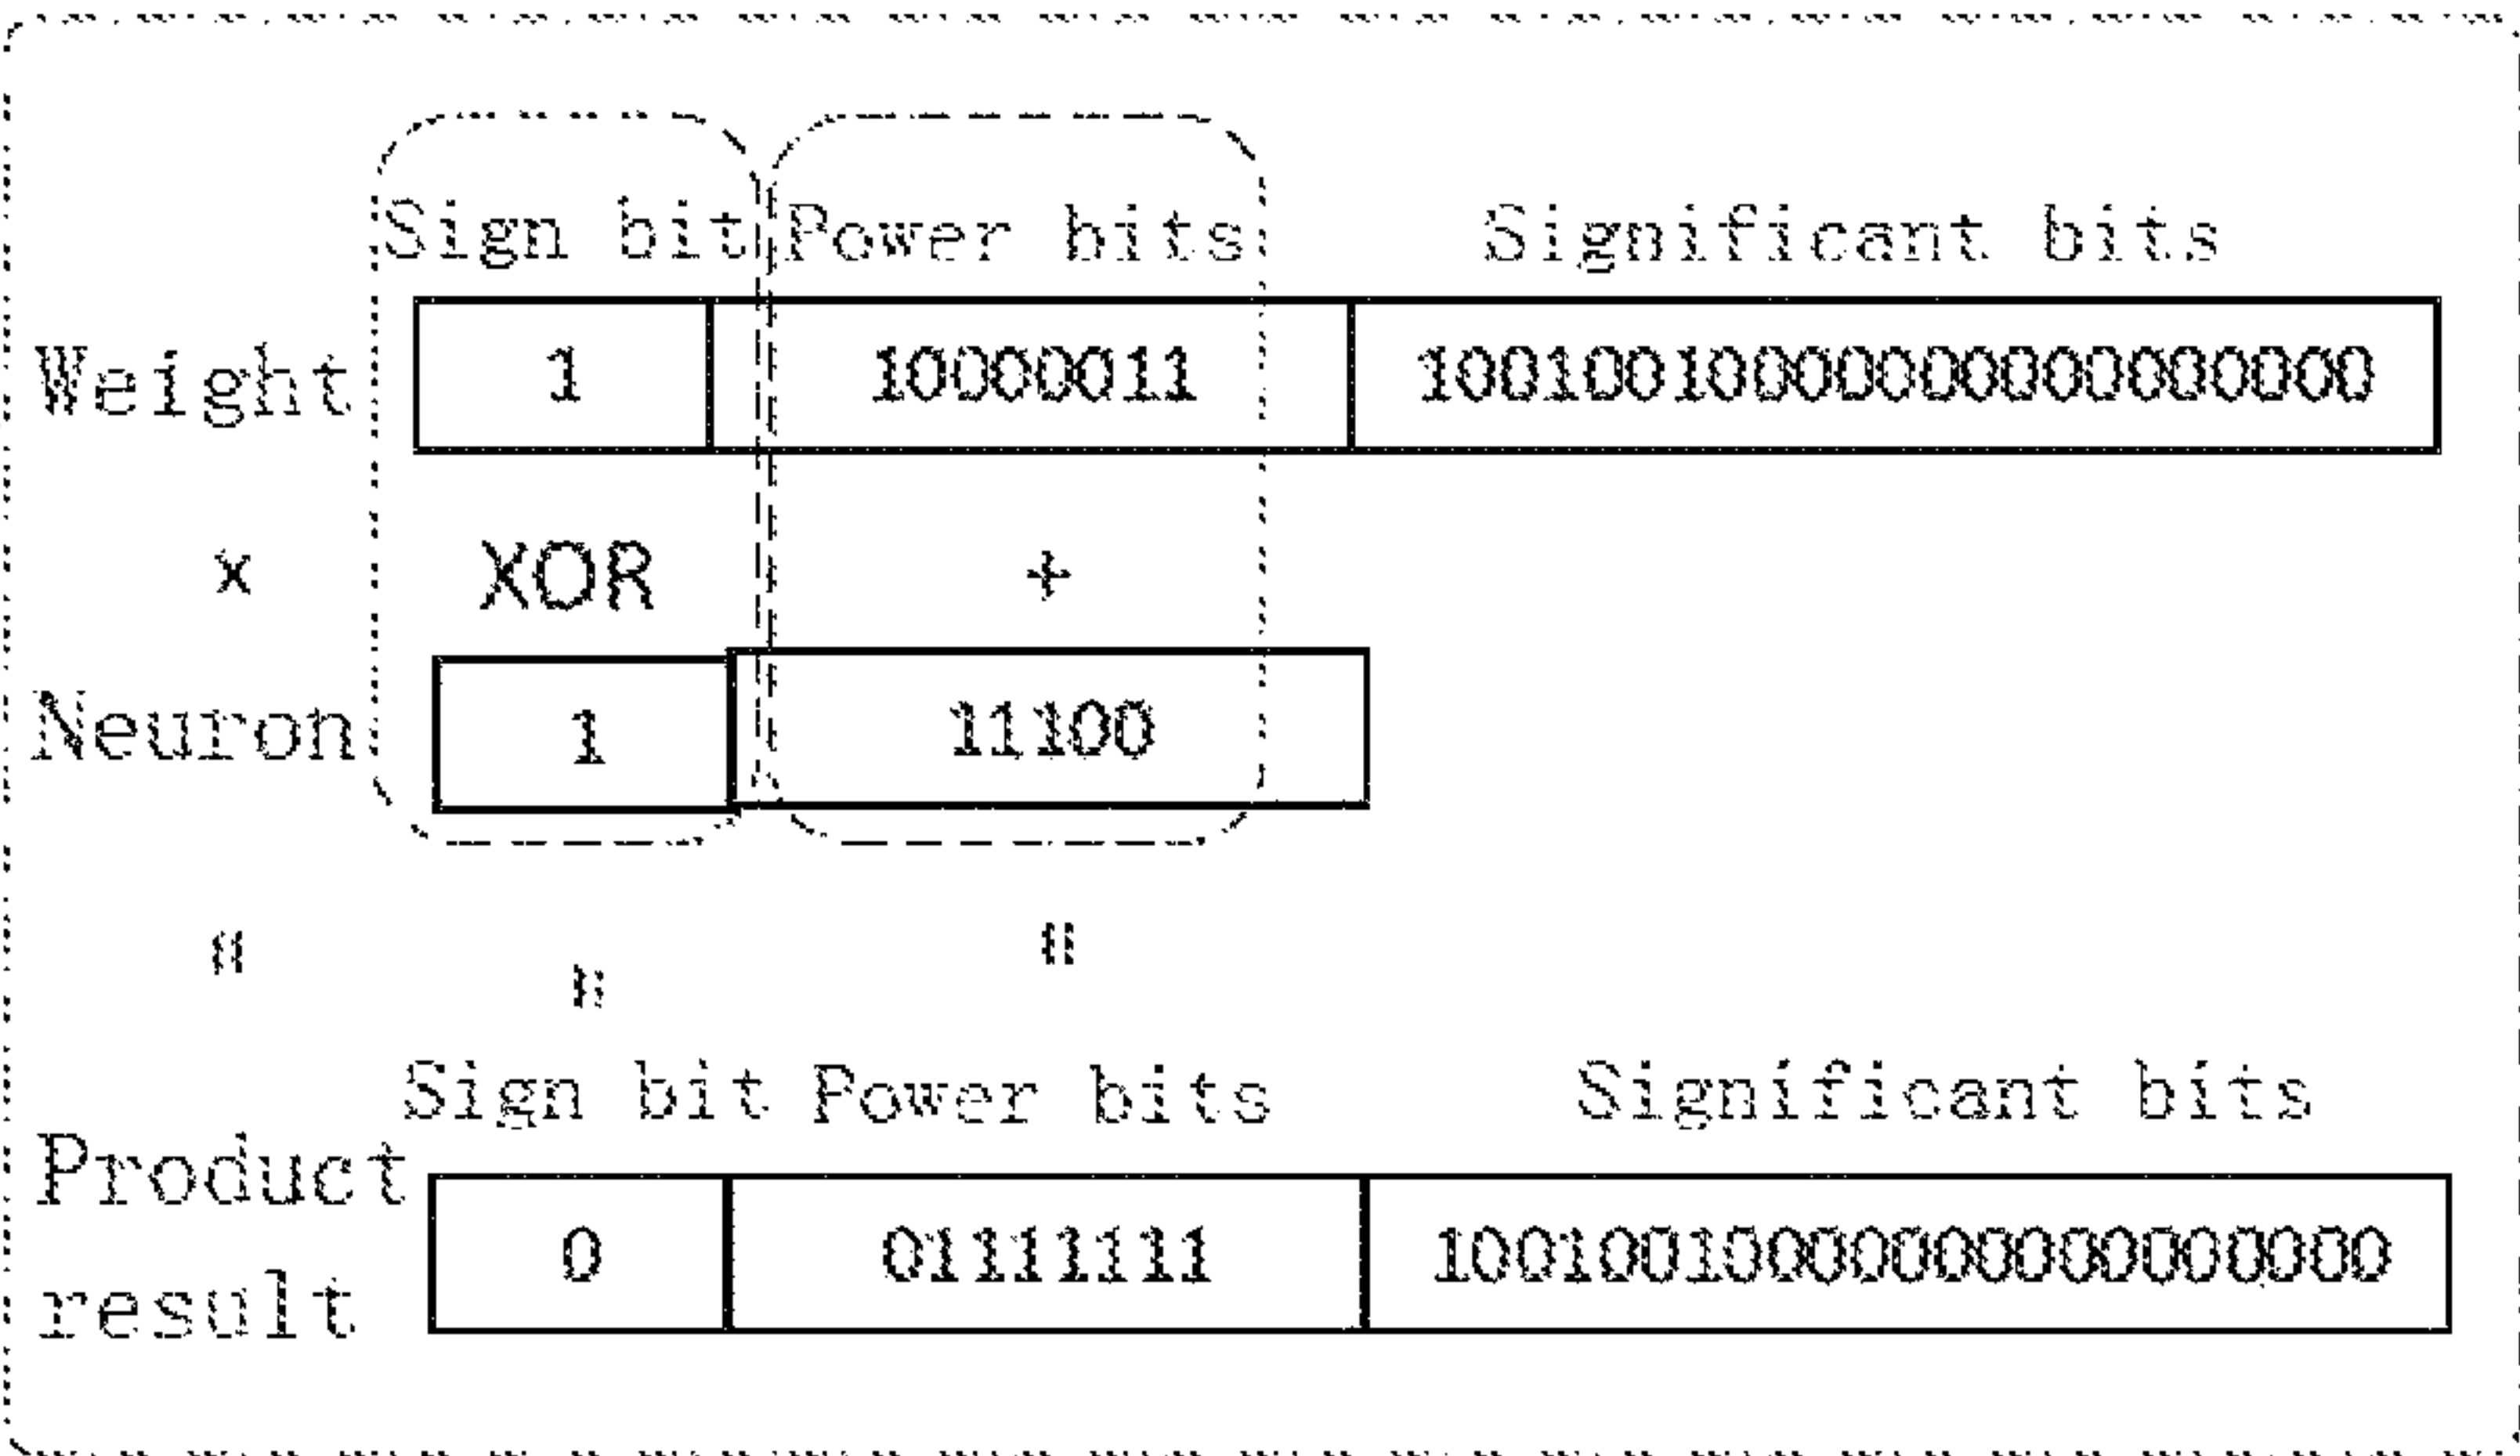 Sign bit Power bits Significant bits
Weight 1 10000011 10010010000000000000000
x XOR +
Neuron 1 11100
= = =
Sign bit Power bits Significant bits
Product
result 0 01111111 10010010000000000000000